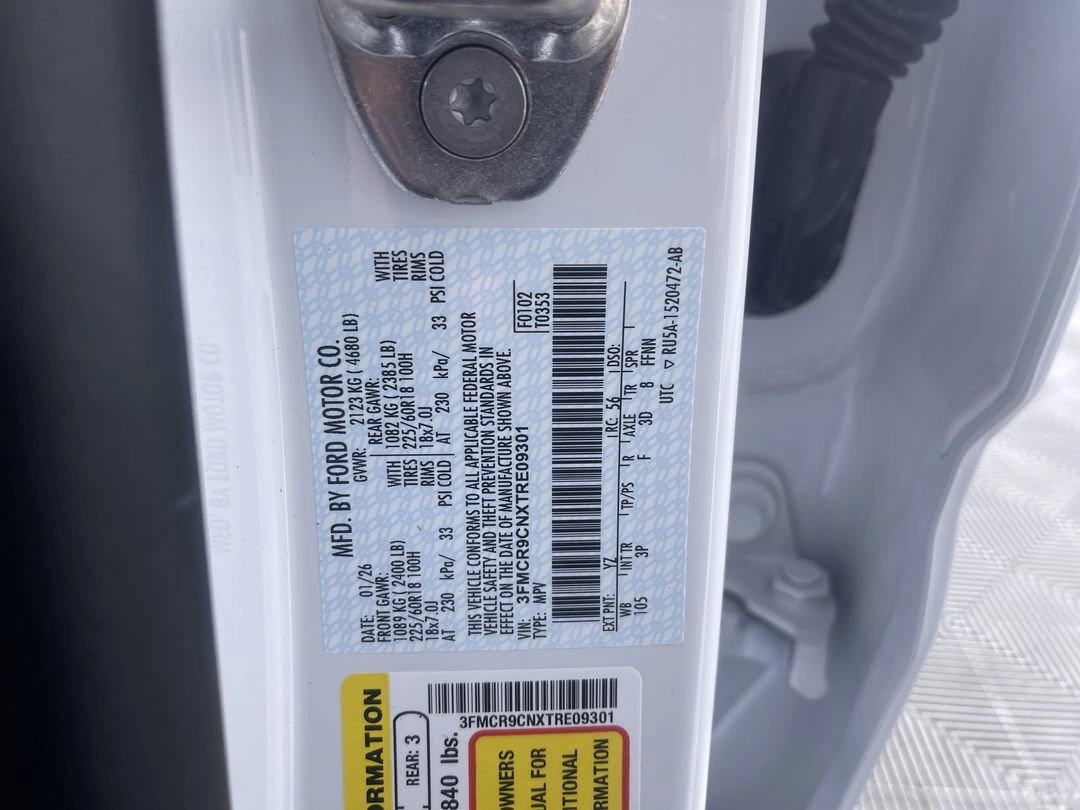 MFD. BY FORD MOTOR CO.
DATE: 01/26 GVWR: 2123 KG ( 4680 LB)
FRONT GAWR: REAR GAWR:
1089 KG (2400 LB) WITH 1082 KG ( 2385 LB) WITH
225/60R18 100H TIRES 225/60R18 100H TIRES
18x7.0J RIMS 18x7.0J RIMS
AT 230 kPa/ 33 PSI COLD AT 230 kPa/ 33 PSI COLD
THIS VEHICLE CONFORMS TO ALL APPLICABLE FEDERAL MOTOR
VEHICLE SAFETY AND THEFT PREVENTION STANDARDS IN
EFFECT ON THE DATE OF MANUFACTURE SHOWN ABOVE.
VIN: 3FMCR9CNXTRE09301
TYPE: MPV
F0102
T0353
EXT PNT: YZ RC: 56 DSO:
WB INT TR TP/PS R AXLE TR SPR
105 3P F 3D 8 FFNN
UTC ▽ RU5A-1520472-AB
ORMATION
REAR: 3
840 lbs.
3FMCR9CNXTRE09301
WNERS
UAL FOR
ITIONAL
RMATION